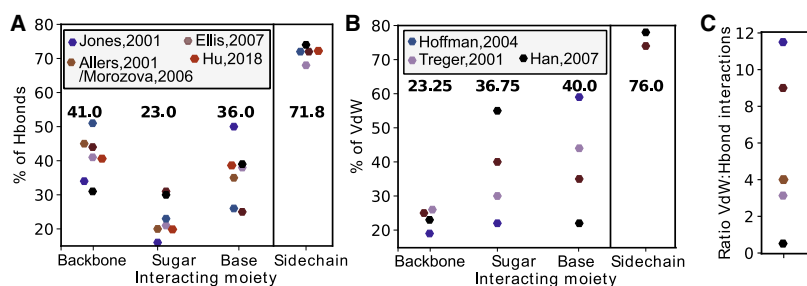 A
% of Hbonds
80
70
60
50
40
30
20
Jones,2001
Ellis,2007
Allers,2001
/Morozova,2006
Hu,2018
41.0 23.0 36.0 71.8
Backbone Sugar Base Sidechain
Interacting moiety
B
% of VdW
80
70
60
50
40
30
20
Hoffman,2004
Treger,2001
Han,2007
23.25 36.75 40.0 76.0
Backbone Sugar Base Sidechain
Interacting moiety
C
Ratio VdW:Hbond interactions
12
10
8
6
4
2
0